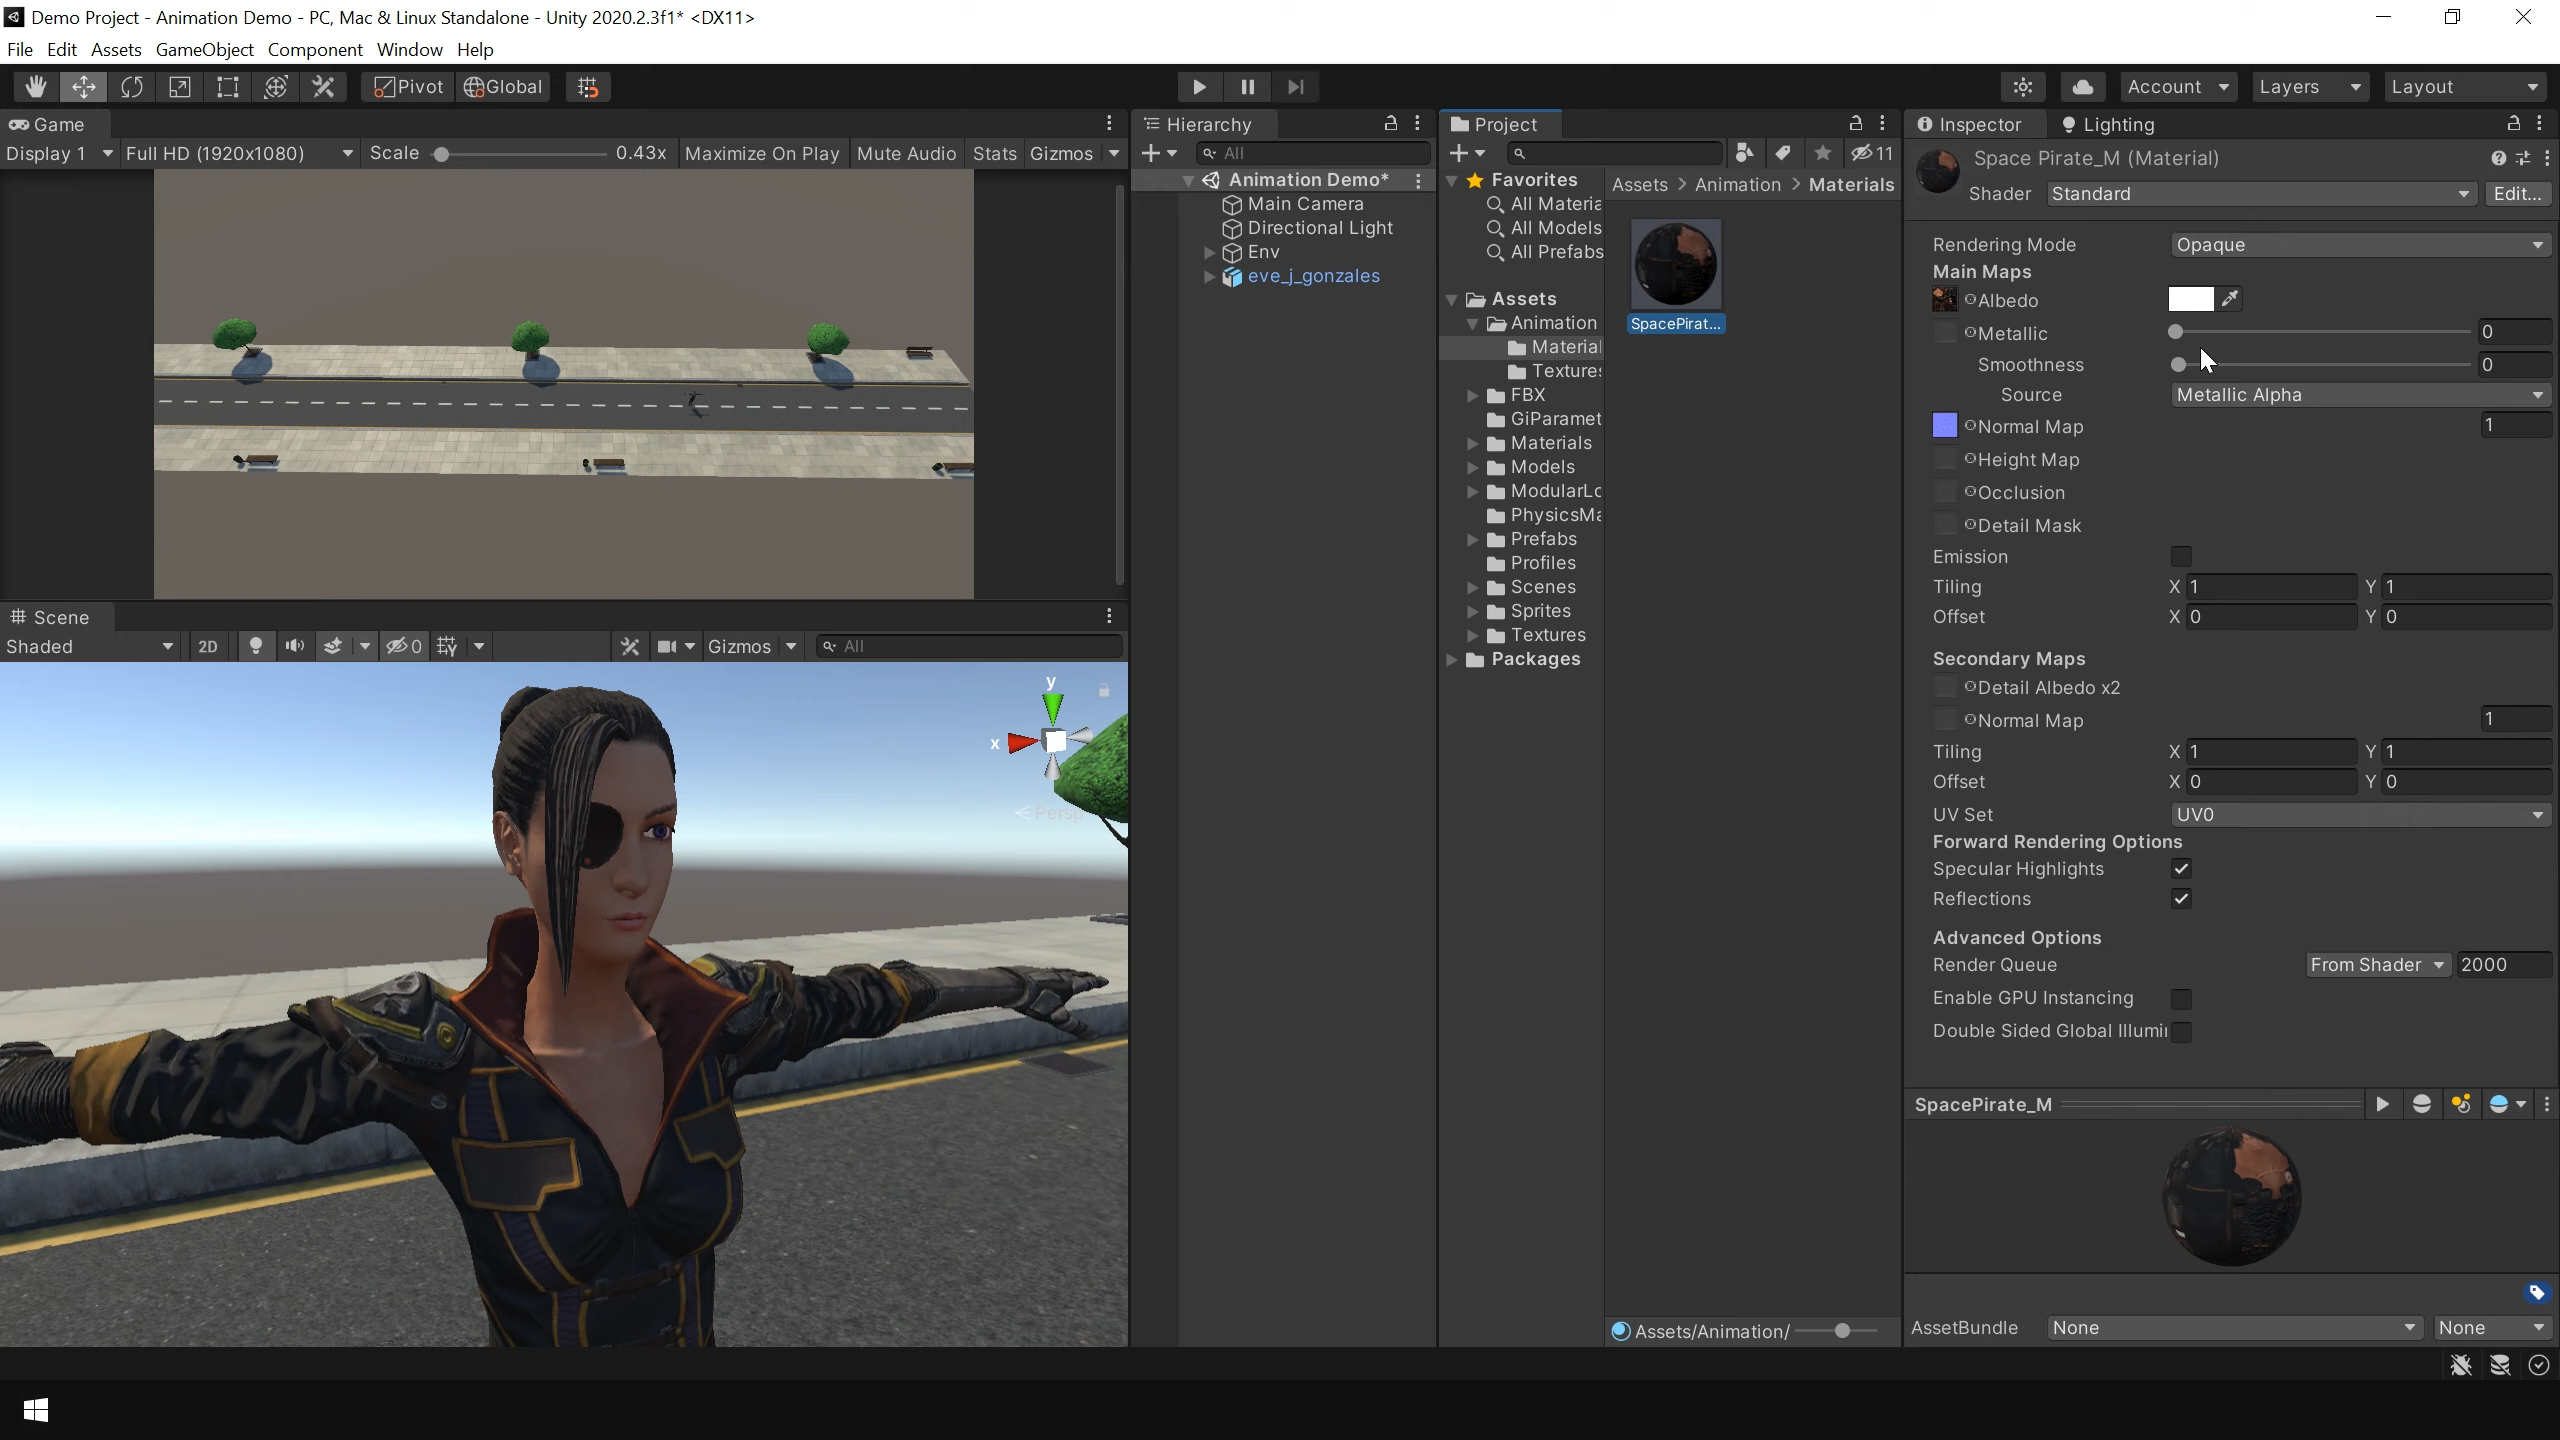 Demo Project - Animation Demo - PC, Mac & Linux Standalone - Unity 2020.2.3f1* <DX11>
File Edit Assets GameObject Component Window Help
Pivot Global Account Layers Layout
Game
Display 1 Full HD (1920x1080) Scale 0.43x Maximize On Play Mute Audio Stats Gizmos
Scene
Shaded 2D 0 Gizmos All
y
x
Persp
Hierarchy
All
Animation Demo*
Main Camera
Directional Light
Env
eve_j_gonzales
Project
11
Favorites
All Materia
All Models
All Prefabs
Assets
Animation
Material
Textures
FBX
GiParamet
Materials
Models
ModularLo
PhysicsMa
Prefabs
Profiles
Scenes
Sprites
Textures
Packages
Assets > Animation > Materials
SpacePirat...
Assets/Animation/
Inspector Lighting
Space Pirate_M (Material)
Shader Standard Edit...
Rendering Mode Opaque
Main Maps
Albedo
Metallic 0
Smoothness 0
Source Metallic Alpha
Normal Map 1
Height Map
Occlusion
Detail Mask
Emission
Tiling X 1 Y 1
Offset X 0 Y 0
Secondary Maps
Detail Albedo x2
Normal Map 1
Tiling X 1 Y 1
Offset X 0 Y 0
UV Set UV0
Forward Rendering Options
Specular Highlights
Reflections
Advanced Options
Render Queue From Shader 2000
Enable GPU Instancing
Double Sided Global Illumin
SpacePirate_M
AssetBundle None None